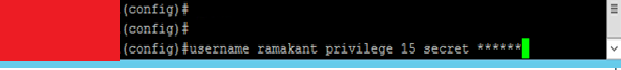 (config)#
(config)#
(config)#username ramakant privilege 15 secret ******